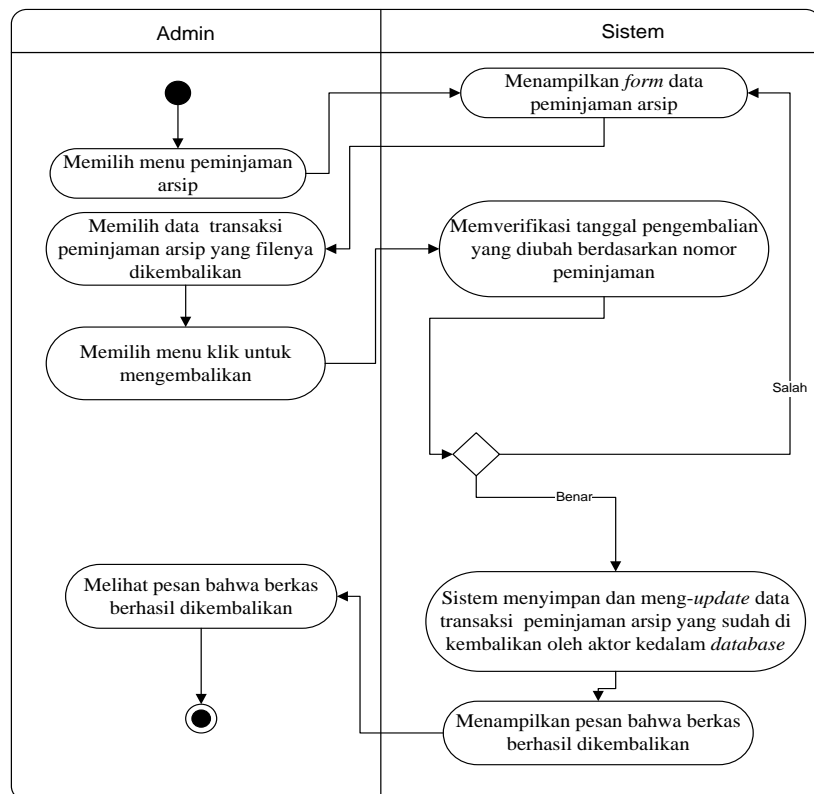 Admin
Sistem
Menampilkan form data
peminjaman arsip
Memilih menu peminjaman
arsip
Memilih data transaksi
peminjaman arsip yang filenya
dikembalikan
Memverifikasi tanggal pengembalian
yang diubah berdasarkan nomor
peminjaman
Memilih menu klik untuk
mengembalikan
Salah
Benar
Melihat pesan bahwa berkas
berhasil dikembalikan
Sistem menyimpan dan meng-update data
transaksi peminjaman arsip yang sudah di
kembalikan oleh aktor kedalam database
Menampilkan pesan bahwa berkas
berhasil dikembalikan